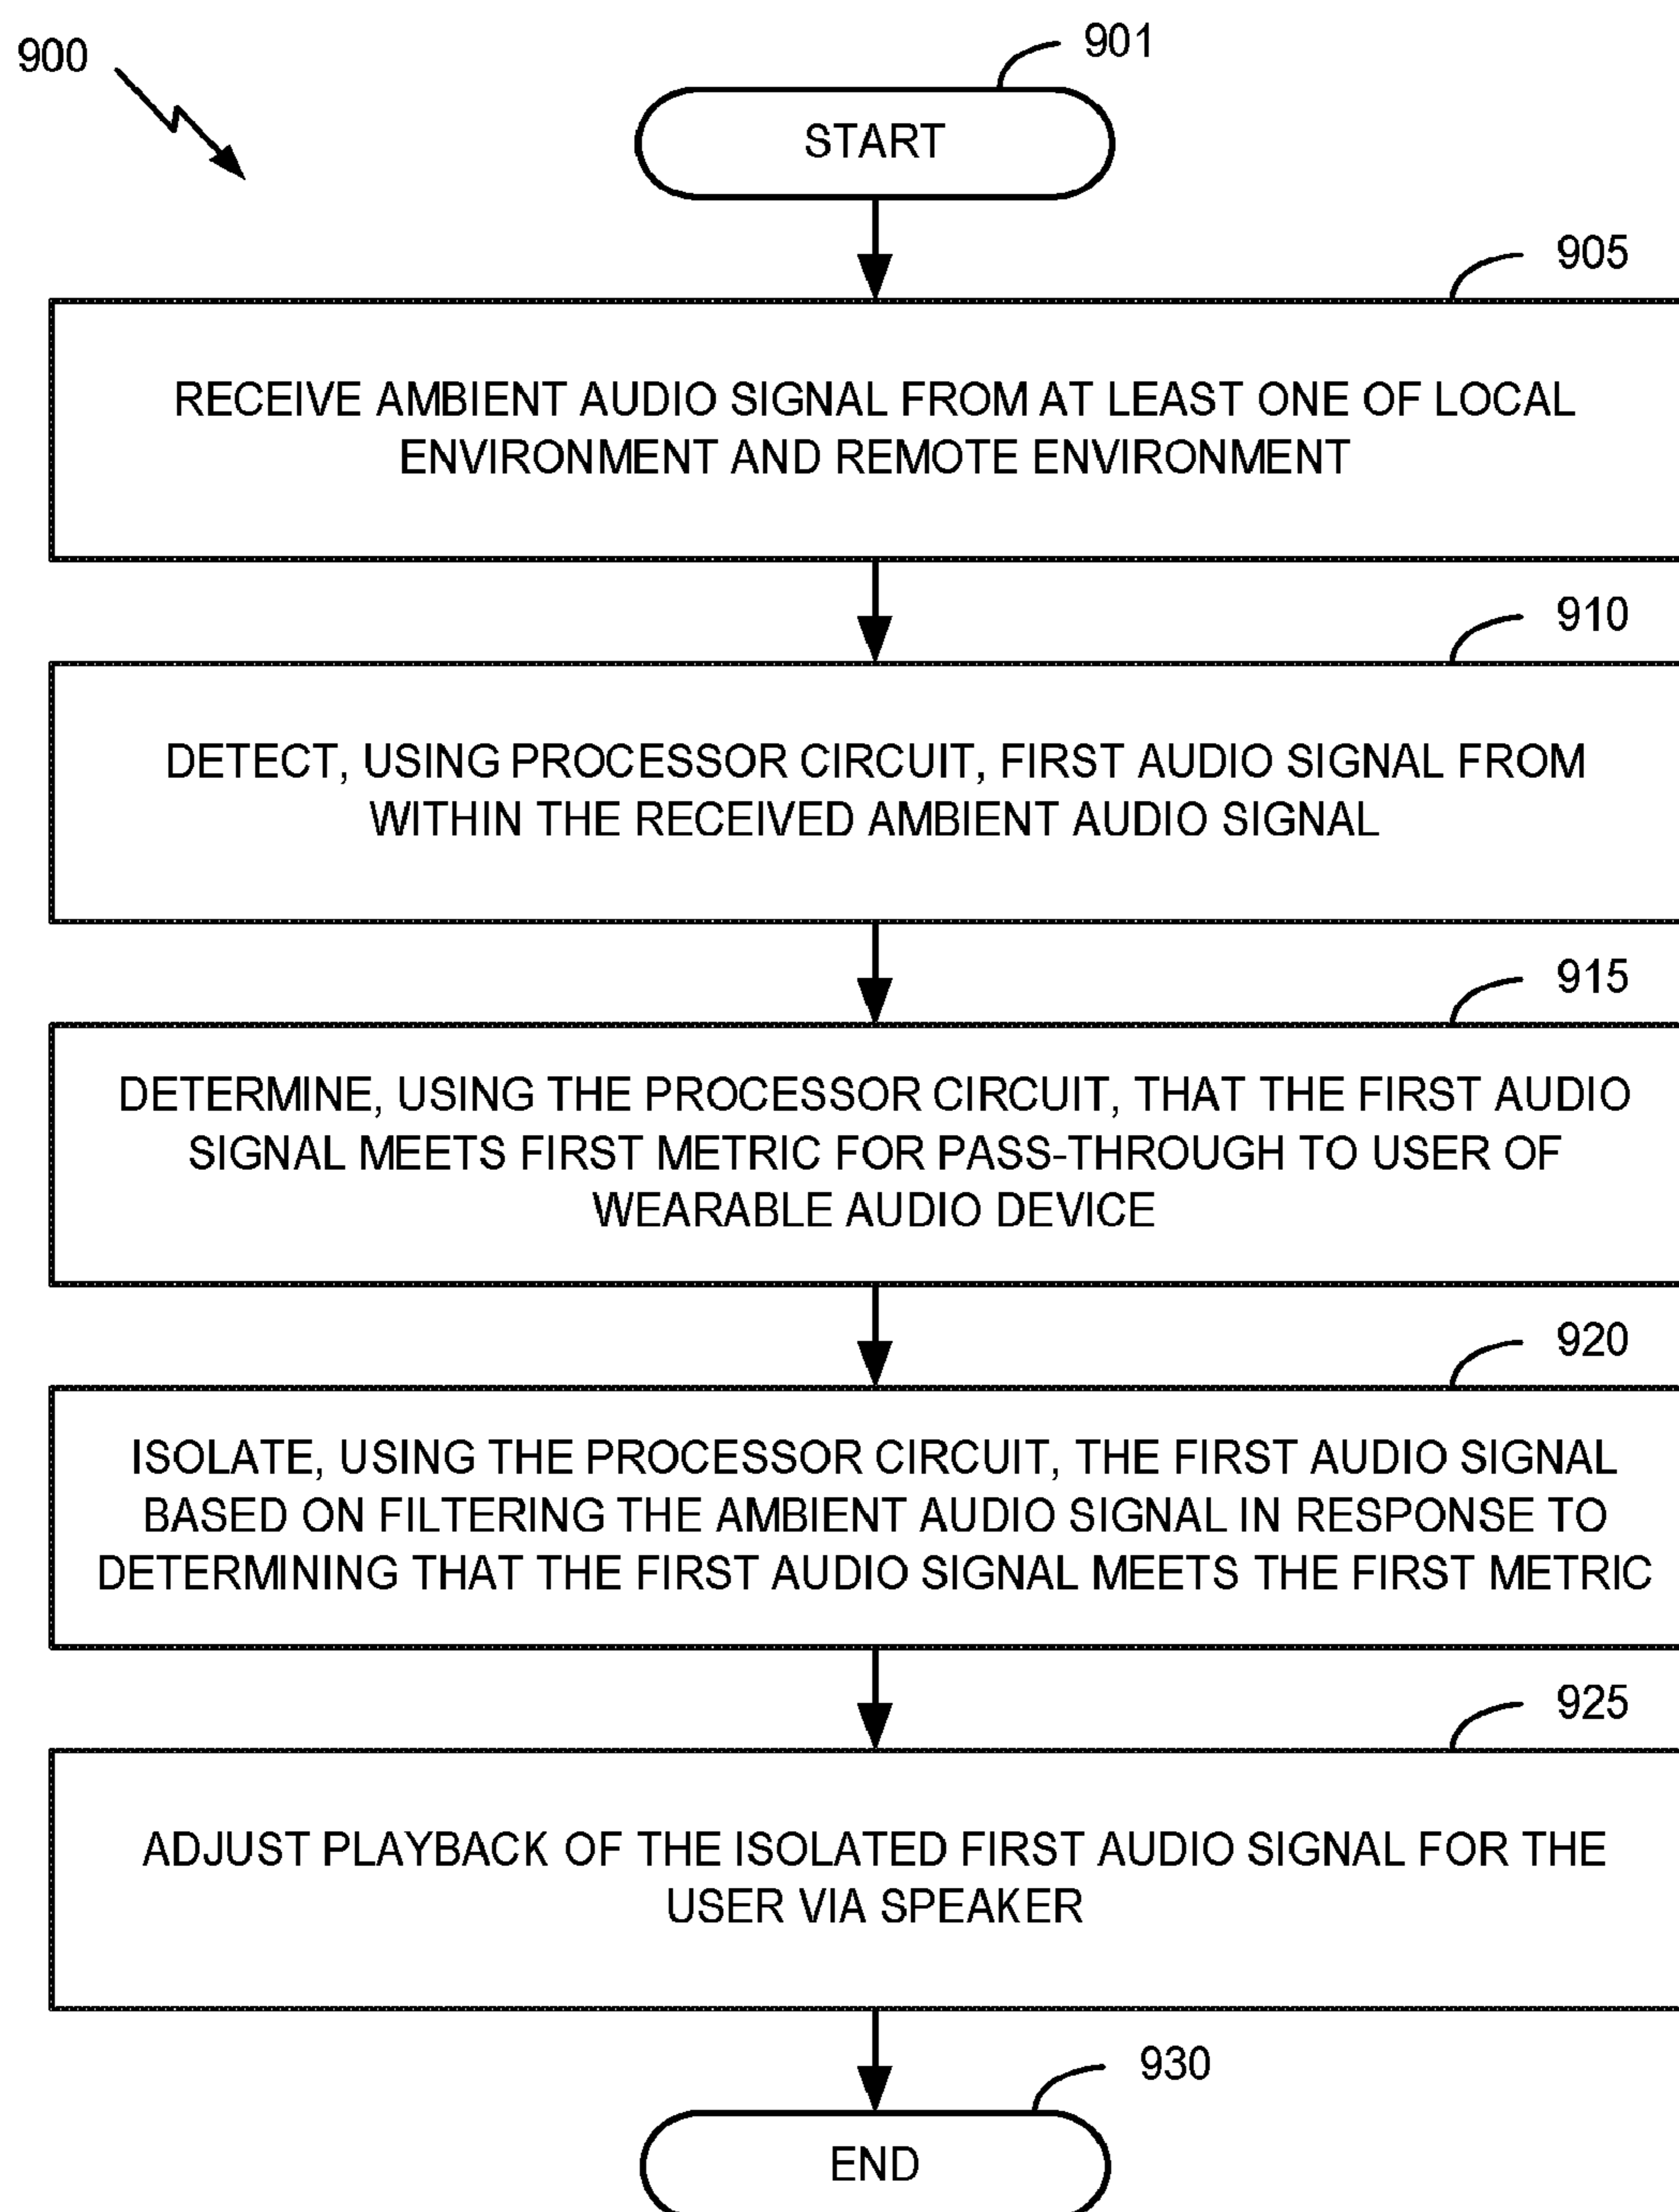 900
901
START
905
RECEIVE AMBIENT AUDIO SIGNAL FROM AT LEAST ONE OF LOCAL
ENVIRONMENT AND REMOTE ENVIRONMENT
910
DETECT, USING PROCESSOR CIRCUIT, FIRST AUDIO SIGNAL FROM
WITHIN THE RECEIVED AMBIENT AUDIO SIGNAL
915
DETERMINE, USING THE PROCESSOR CIRCUIT, THAT THE FIRST AUDIO
SIGNAL MEETS FIRST METRIC FOR PASS-THROUGH TO USER OF
WEARABLE AUDIO DEVICE
920
ISOLATE, USING THE PROCESSOR CIRCUIT, THE FIRST AUDIO SIGNAL
BASED ON FILTERING THE AMBIENT AUDIO SIGNAL IN RESPONSE TO
DETERMINING THAT THE FIRST AUDIO SIGNAL MEETS THE FIRST METRIC
925
ADJUST PLAYBACK OF THE ISOLATED FIRST AUDIO SIGNAL FOR THE
USER VIA SPEAKER
930
END